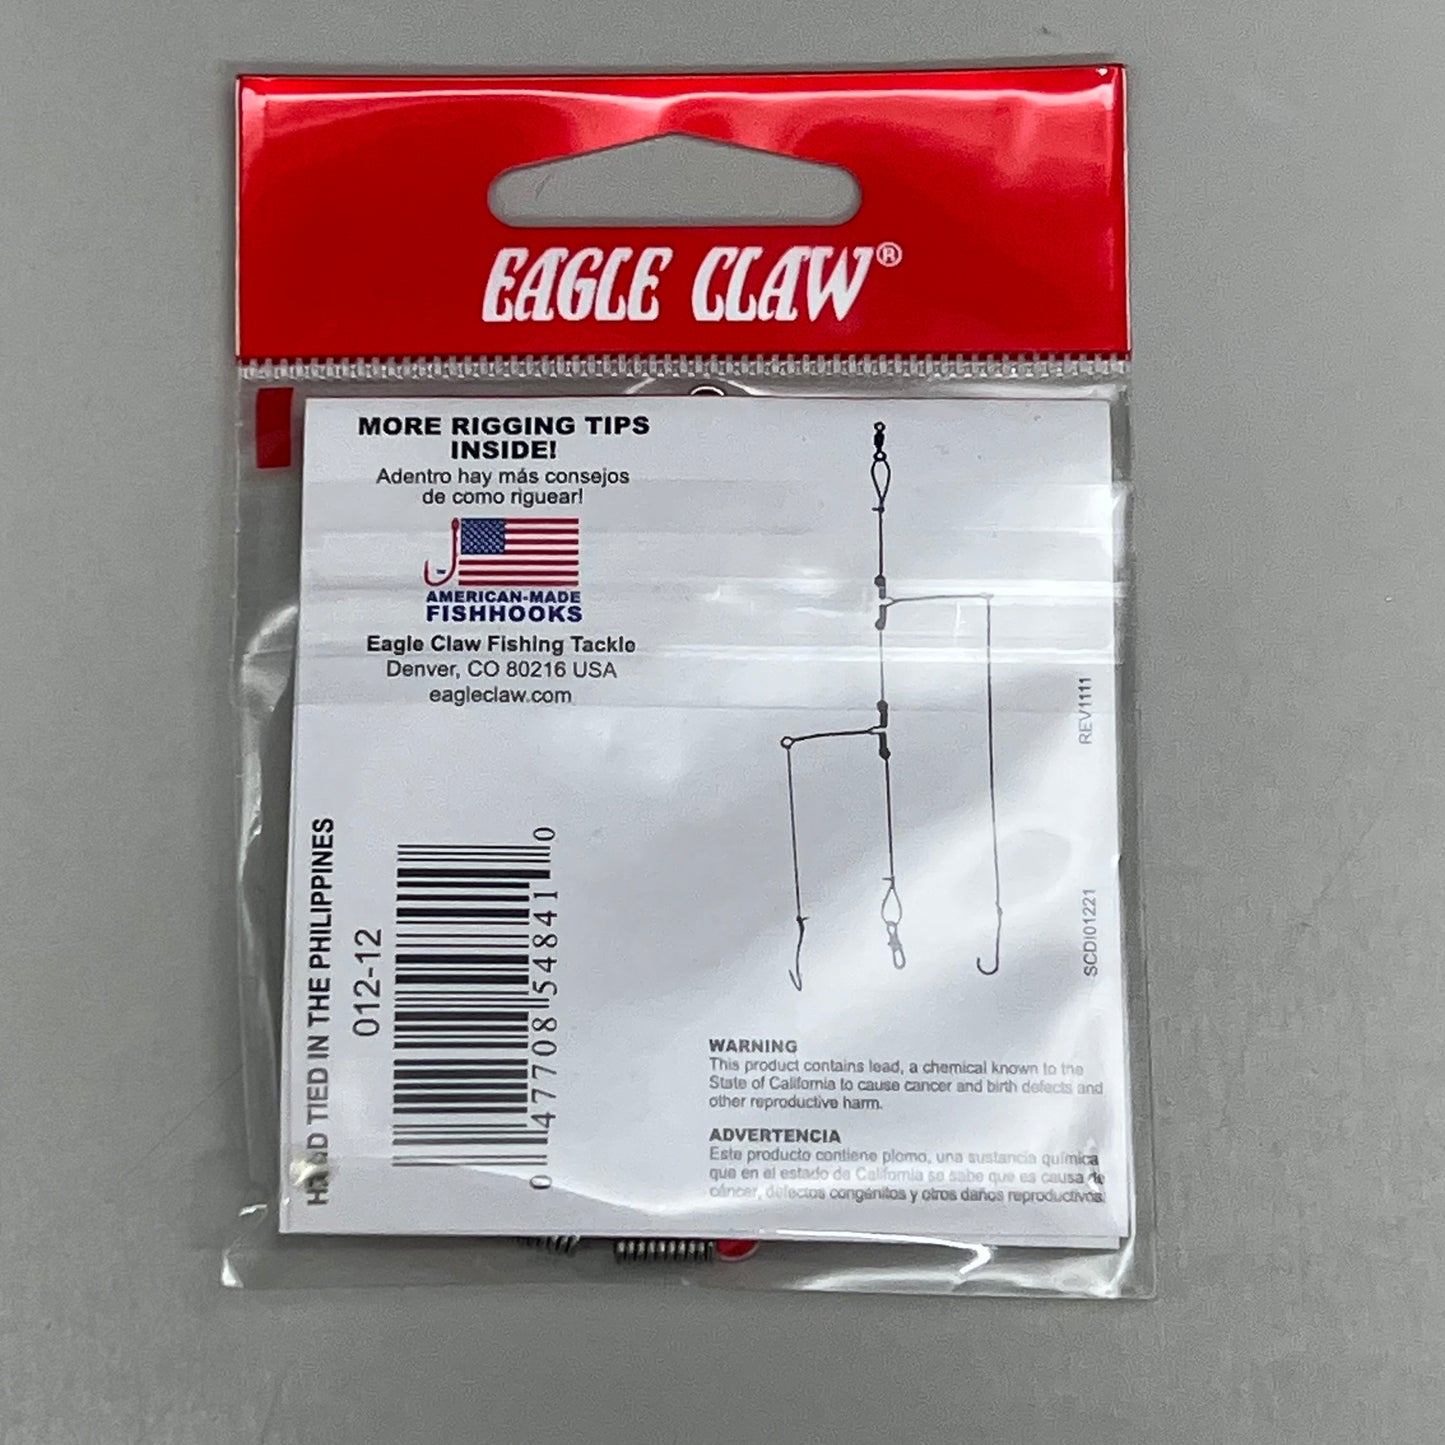 EAGLE CLAW®
MORE RIGGING TIPS
INSIDE!
Adentro hay más consejos
de como riguear!
AMERICAN-MADE
FISHHOOKS
Eagle Claw Fishing Tackle
Denver, CO 80216 USA
eagleclaw.com
HAND TIED IN THE PHILIPPINES
012-12
0 47708 54841 0
REV1111
SCDI01221
WARNING
This product contains lead, a chemical known to the
State of California to cause cancer and birth defects and
other reproductive harm.
ADVERTENCIA
Este producto contiene plomo, una sustancia química
que en el estado de California se sabe que es causa de
cáncer, defectos congénitos y otros daños reproductivos.